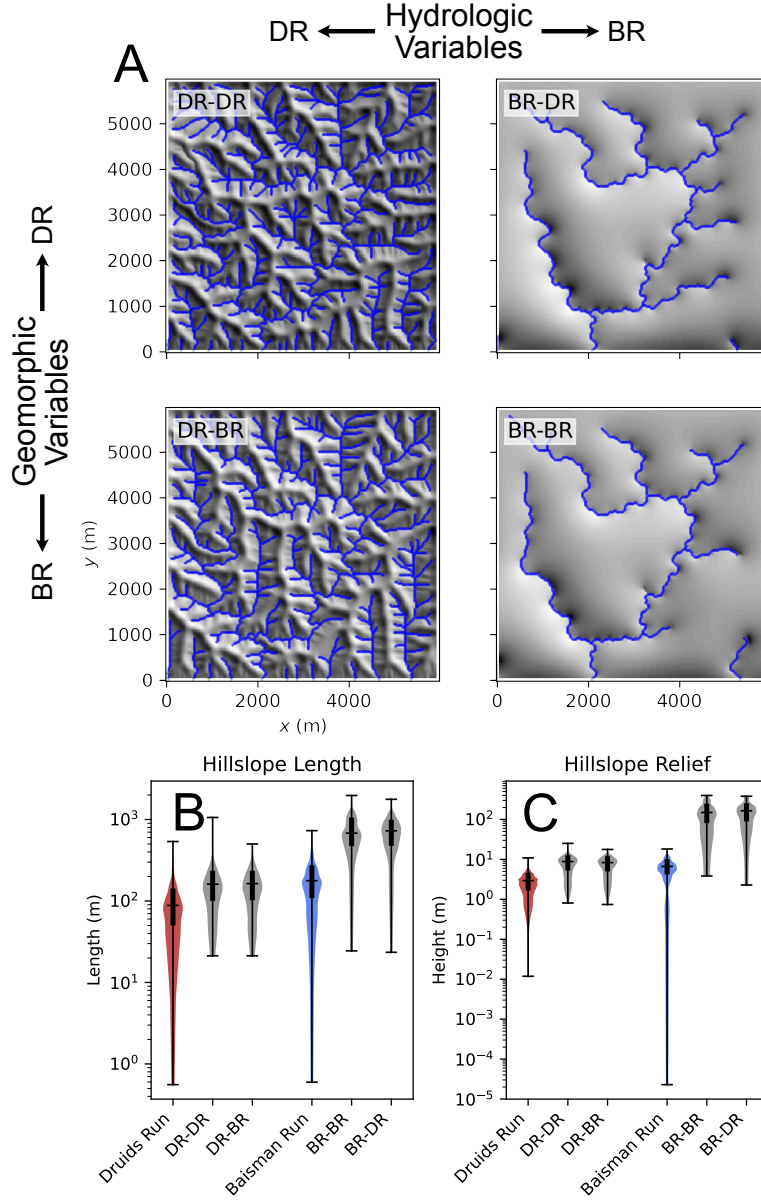 Hydrologic
Variables
DR
BR
A
DR-DR
BR-DR
5000
4000
3000
2000
1000
0
DR
Geomorphic
Variables
BR
DR-BR
BR-BR
5000
4000
3000
2000
1000
0
y (m)
0
2000
4000
0
2000
4000
x (m)
Hillslope Length
B
10³
10²
10¹
10⁰
Length (m)
Druids Run
DR-DR
DR-BR
Baisman Run
BR-BR
BR-DR
Hillslope Relief
C
10²
10¹
10⁰
10⁻¹
10⁻²
10⁻³
10⁻⁴
10⁻⁵
Height (m)
Druids Run
DR-DR
DR-BR
Baisman Run
BR-BR
BR-DR